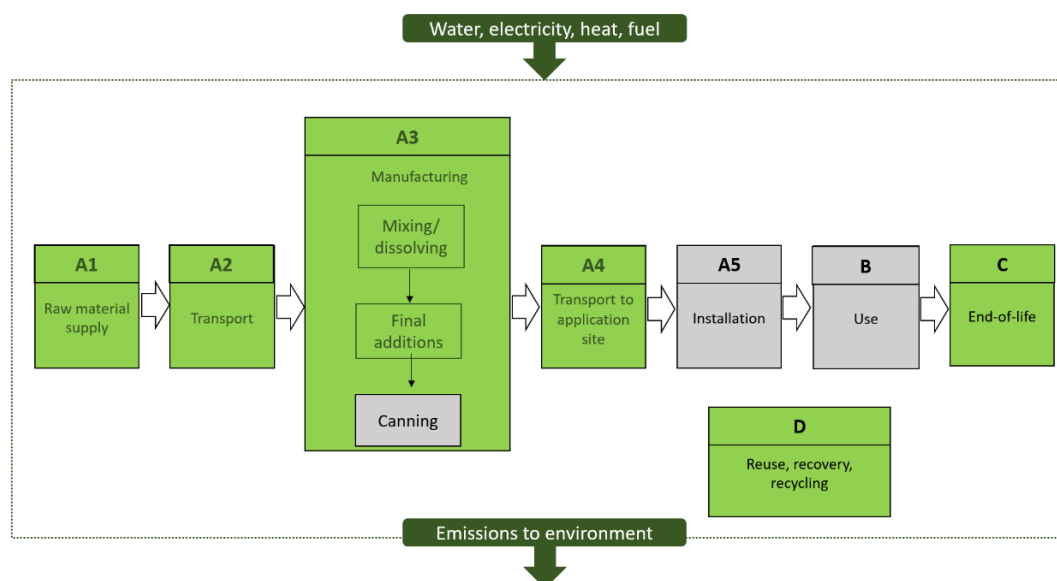 Water, electricity, heat, fuel
A3
Manufacturing
Mixing/
dissolving
Final
additions
Canning
A1
Raw material
supply
A2
Transport
A4
Transport to
application
site
A5
Installation
B
Use
C
End-of-life
D
Reuse, recovery,
recycling
Emissions to environment